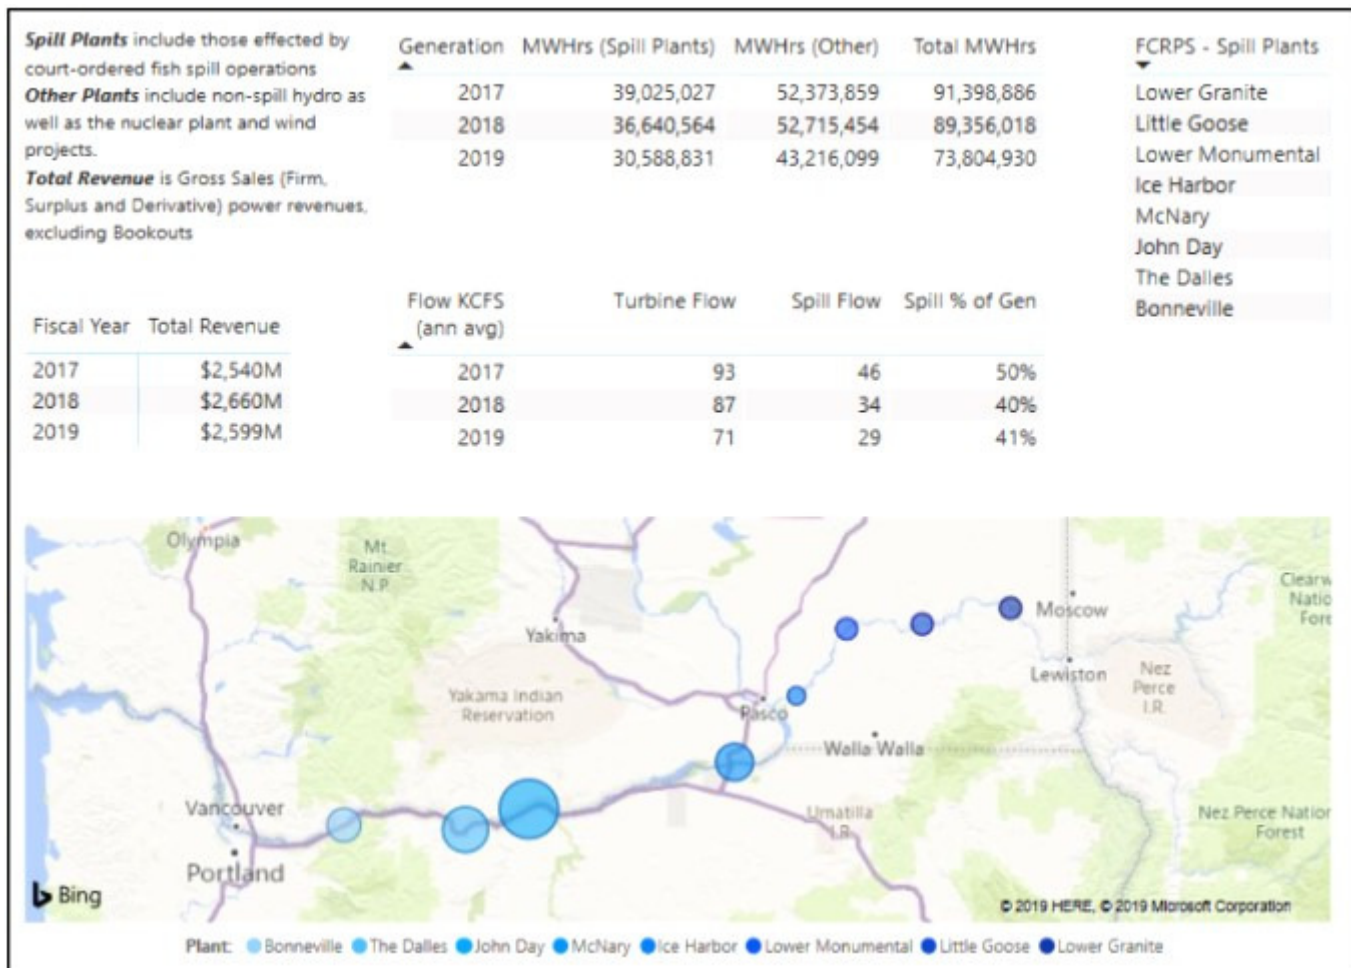 Spill Plants include those effected by
court-ordered fish spill operations
Other Plants include non-spill hydro as
well as the nuclear plant and wind
projects.
Total Revenue is Gross Sales (Firm,
Surplus and Derivative) power revenues,
excluding Bookouts
Generation MWHrs (Spill Plants) MWHrs (Other) Total MWHrs
2017 39,025,027 52,373,859 91,398,886
2018 36,640,564 52,715,454 89,356,018
2019 30,588,831 43,216,099 73,804,930
FCRPS - Spill Plants
Lower Granite
Little Goose
Lower Monumental
Ice Harbor
McNary
John Day
The Dalles
Bonneville
Fiscal Year Total Revenue
2017 $2,540M
2018 $2,660M
2019 $2,599M
Flow KCFS
(ann avg) Turbine Flow Spill Flow Spill % of Gen
2017 93 46 50%
2018 87 34 40%
2019 71 29 41%
Olympia
Mt.
Rainier
N.P.
Yakima
Yakama Indian
Reservation
Pasco
Walla Walla
Moscow
Lewiston
Nez
Perce
I.R.
Clearw
Natio
Fore
Vancouver
Portland
Umatilla
I.R.
Nez Perce Nation
Forest
Bing
© 2019 HERE, © 2019 Microsoft Corporation
Plant: Bonneville The Dalles John Day McNary Ice Harbor Lower Monumental Little Goose Lower Granite